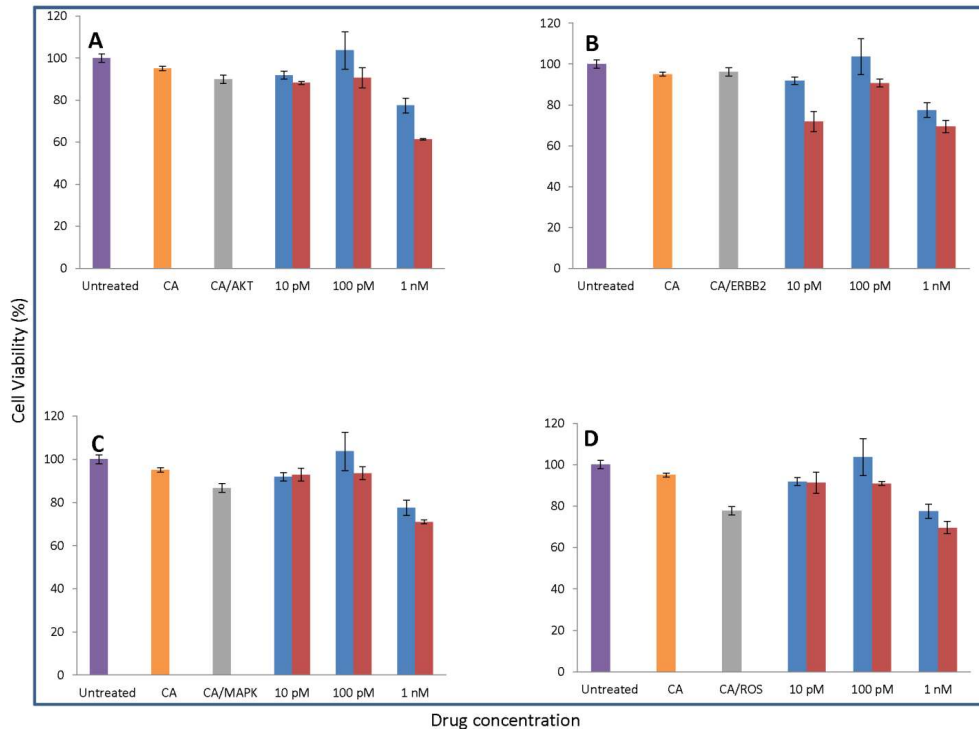 A
120
100
80
60
40
20
0
Untreated CA CA/AKT 10 pM 100 pM 1 nM
B
120
100
80
60
40
20
0
Untreated CA CA/ERBB2 10 pM 100 pM 1 nM
Cell Viability (%)
C
120
100
80
60
40
20
0
Untreated CA CA/MAPK 10 pM 100 pM 1 nM
D
120
100
80
60
40
20
0
Untreated CA CA/ROS 10 pM 100 pM 1 nM
Drug concentration